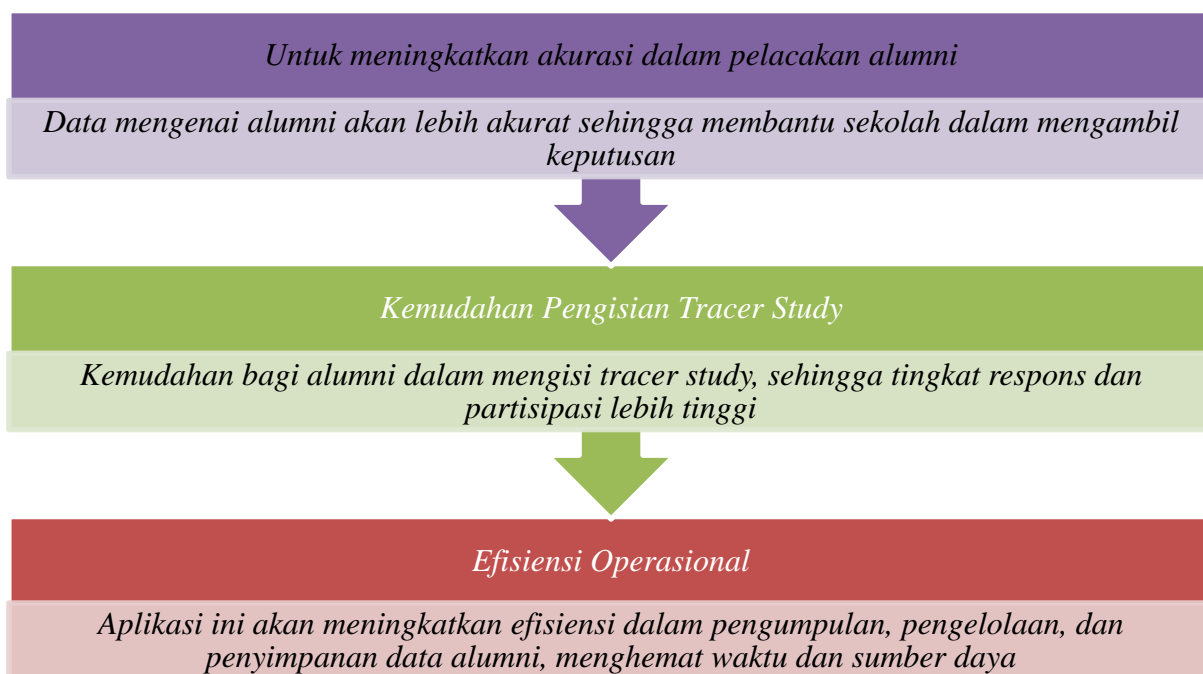 Untuk meningkatkan akurasi dalam pelacakan alumni
Data mengenai alumni akan lebih akurat sehingga membantu sekolah dalam mengambil
keputusan
Kemudahan Pengisian Tracer Study
Kemudahan bagi alumni dalam mengisi tracer study, sehingga tingkat respons dan
partisipasi lebih tinggi
Efisiensi Operasional
Aplikasi ini akan meningkatkan efisiensi dalam pengumpulan, pengelolaan, dan
penyimpanan data alumni, menghemat waktu dan sumber daya